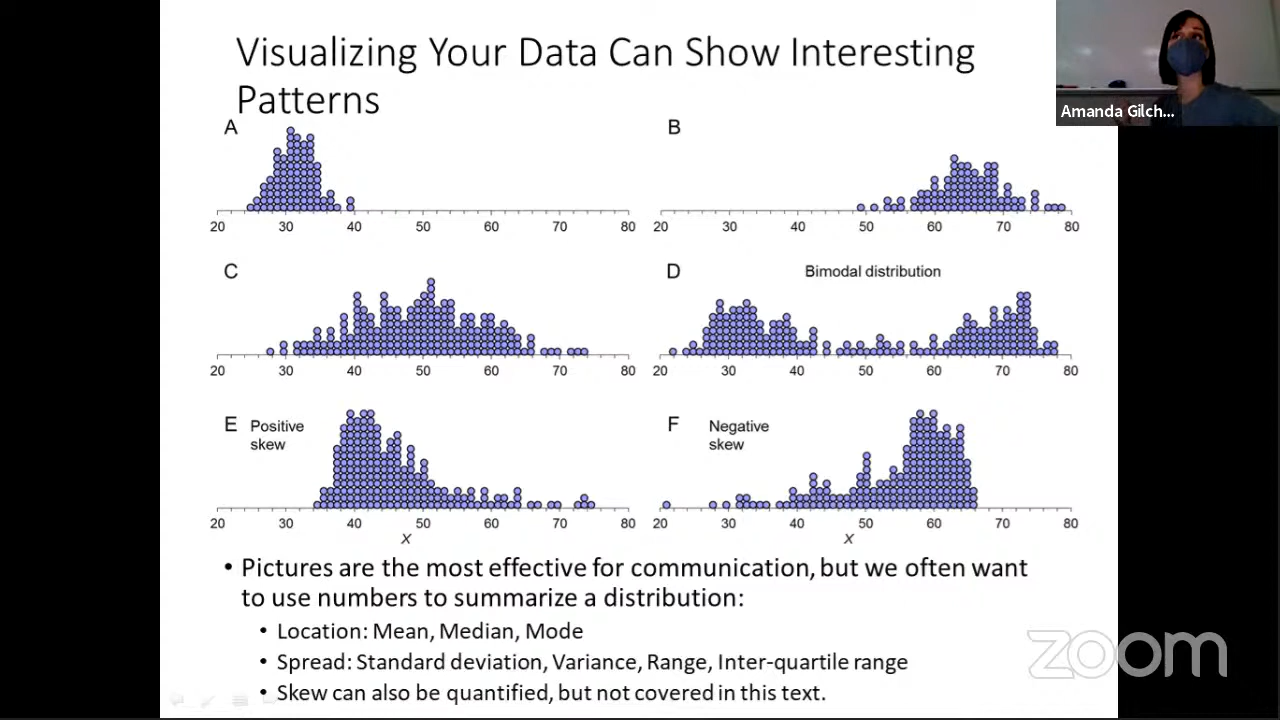 Visualizing Your Data Can Show Interesting
Patterns
Amanda Gilch...
A
B
20 30 40 50 60 70 80
20 30 40 50 60 70 80
C
D
Bimodal distribution
20 30 40 50 60 70 80
20 30 40 50 60 70 80
E Positive
skew
F Negative
skew
20 30 40 50 60 70 80
20 30 40 50 60 70 80
x
x
• Pictures are the most effective for communication, but we often want
to use numbers to summarize a distribution:
• Location: Mean, Median, Mode
• Spread: Standard deviation, Variance, Range, Inter-quartile range
• Skew can also be quantified, but not covered in this text.
zoom